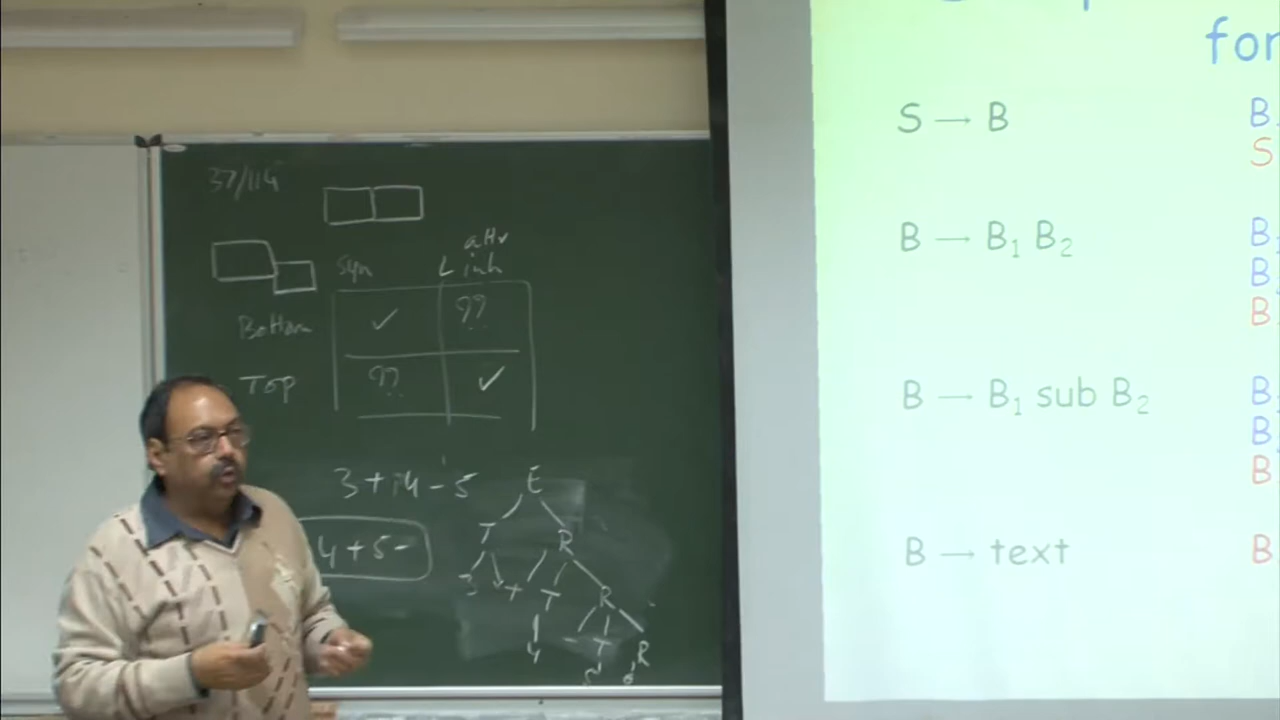 37/114
attr
syn L inh
Bottom ✓ ??
Top ?? ✓
3+4-5
4+5-
E
T R
3 + T R
4 - T R
5
for
S → B
B
S
B → B₁ B₂
B
B
B
B → B₁ sub B₂
B
B
B
B → text
B